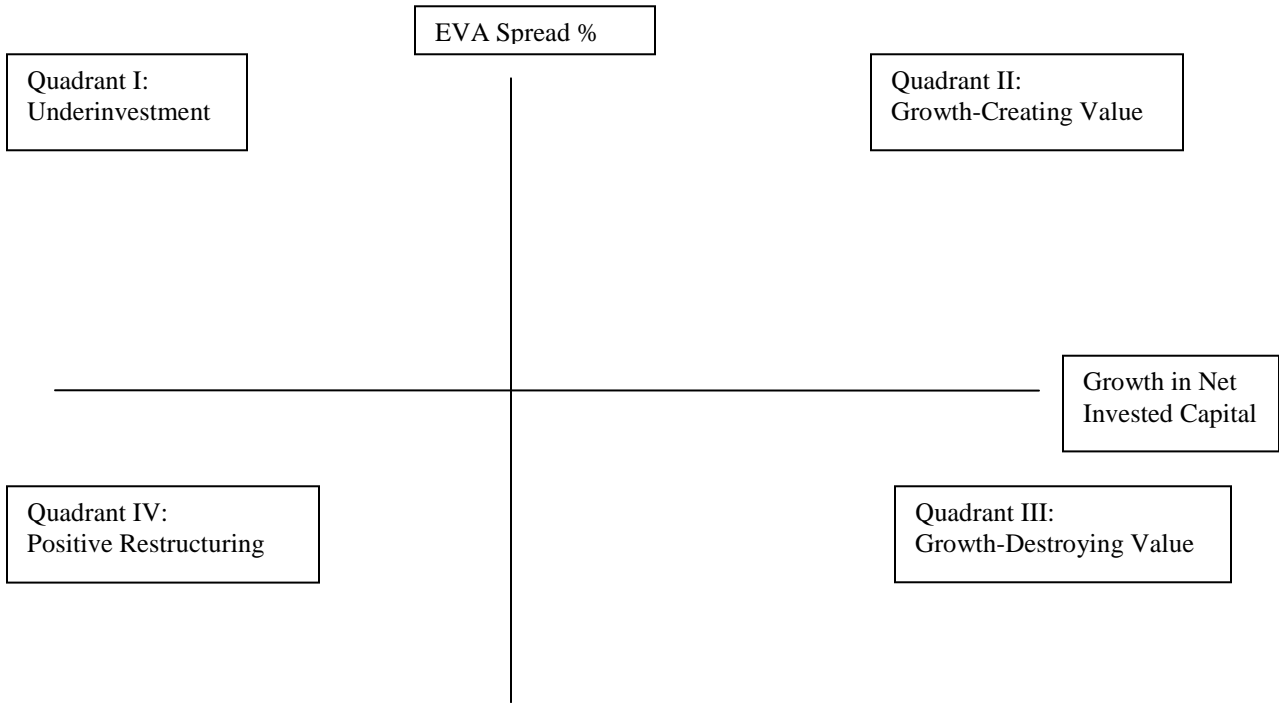 EVA Spread %
Quadrant I:
Underinvestment
Quadrant II:
Growth-Creating Value
Growth in Net
Invested Capital
Quadrant IV:
Positive Restructuring
Quadrant III:
Growth-Destroying Value